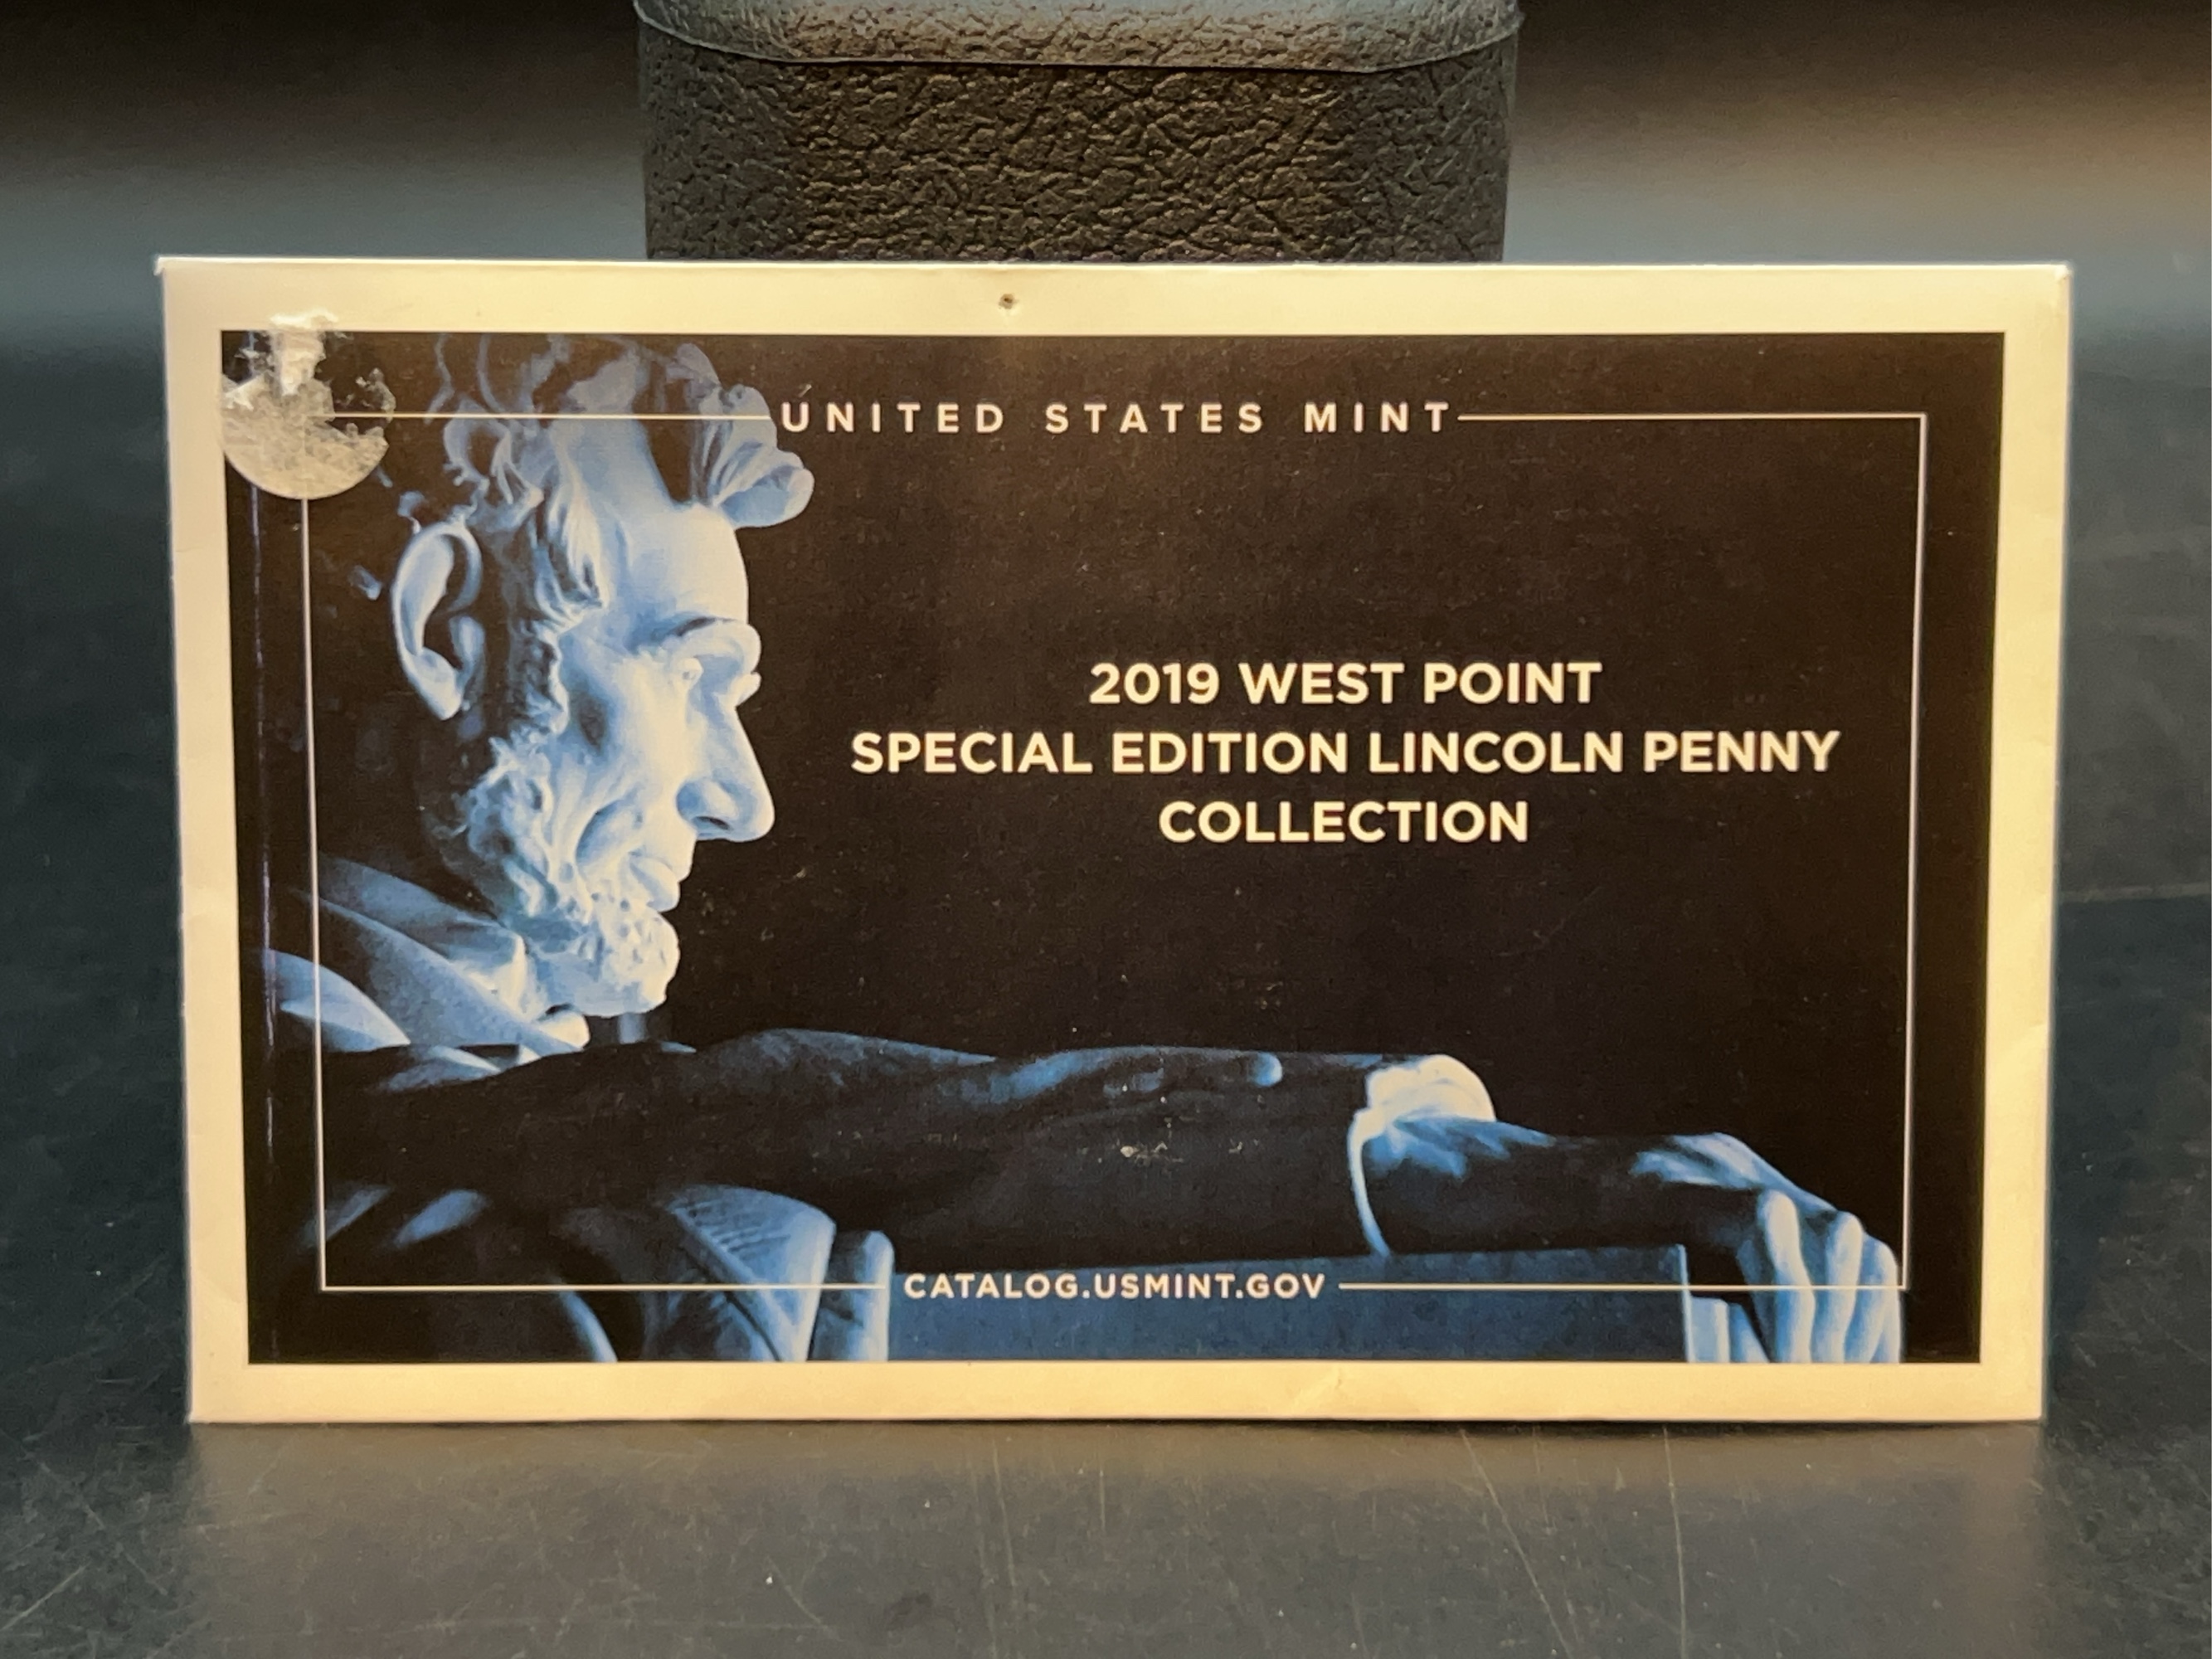 UNITED STATES MINT
2019 WEST POINT
SPECIAL EDITION LINCOLN PENNY
COLLECTION
CATALOG.USMINT.GOV